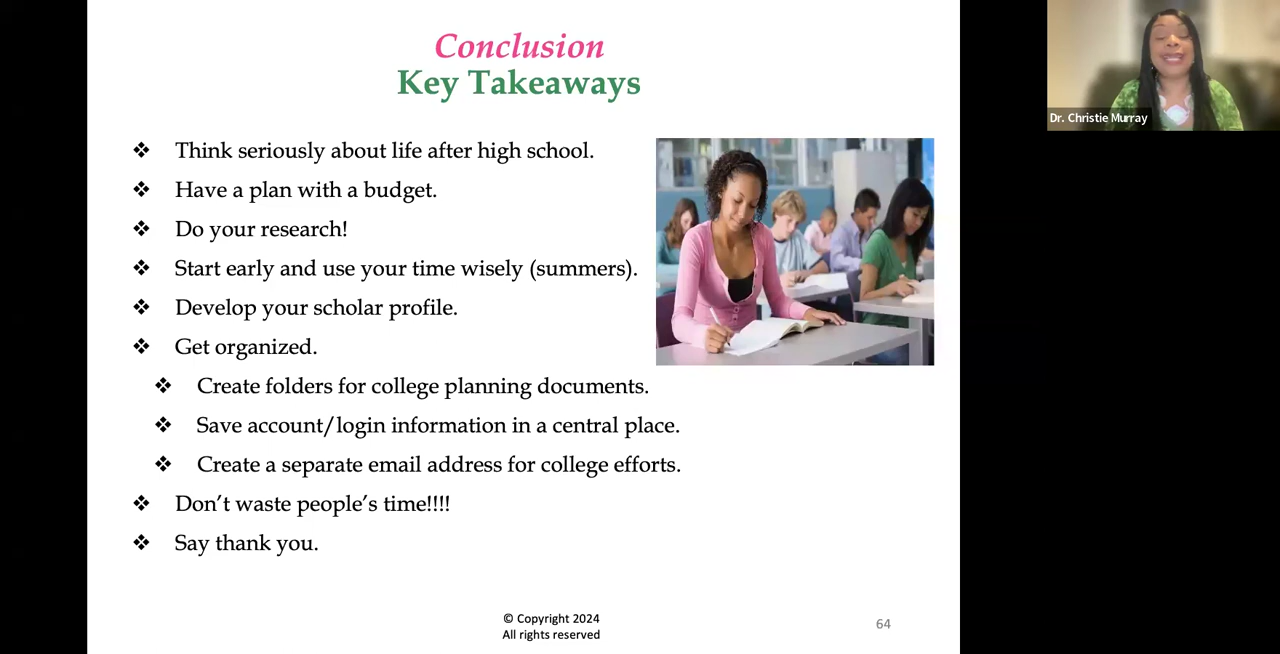 Conclusion
Key Takeaways
❖ Think seriously about life after high school.
❖ Have a plan with a budget.
❖ Do your research!
❖ Start early and use your time wisely (summers).
❖ Develop your scholar profile.
❖ Get organized.
❖ Create folders for college planning documents.
❖ Save account/login information in a central place.
❖ Create a separate email address for college efforts.
❖ Don’t waste people’s time!!!!
❖ Say thank you.
© Copyright 2024
All rights reserved
64
Dr. Christie Murray